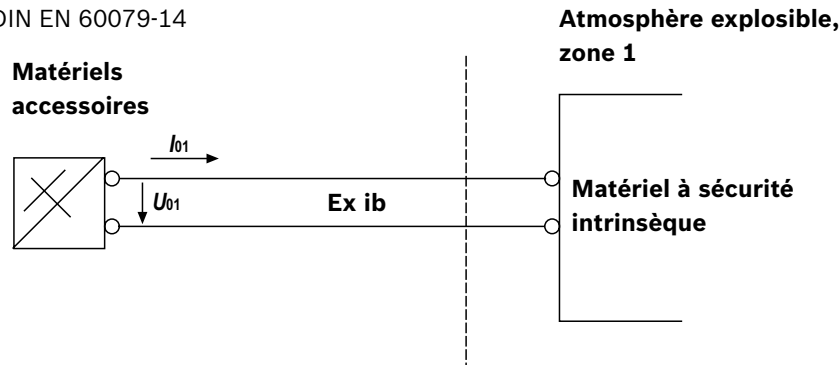 DIN EN 60079-14
Atmosphère explosible,
zone 1
Matériels
accessoires
I01
U01
Ex ib
Matériel à sécurité
intrinsèque